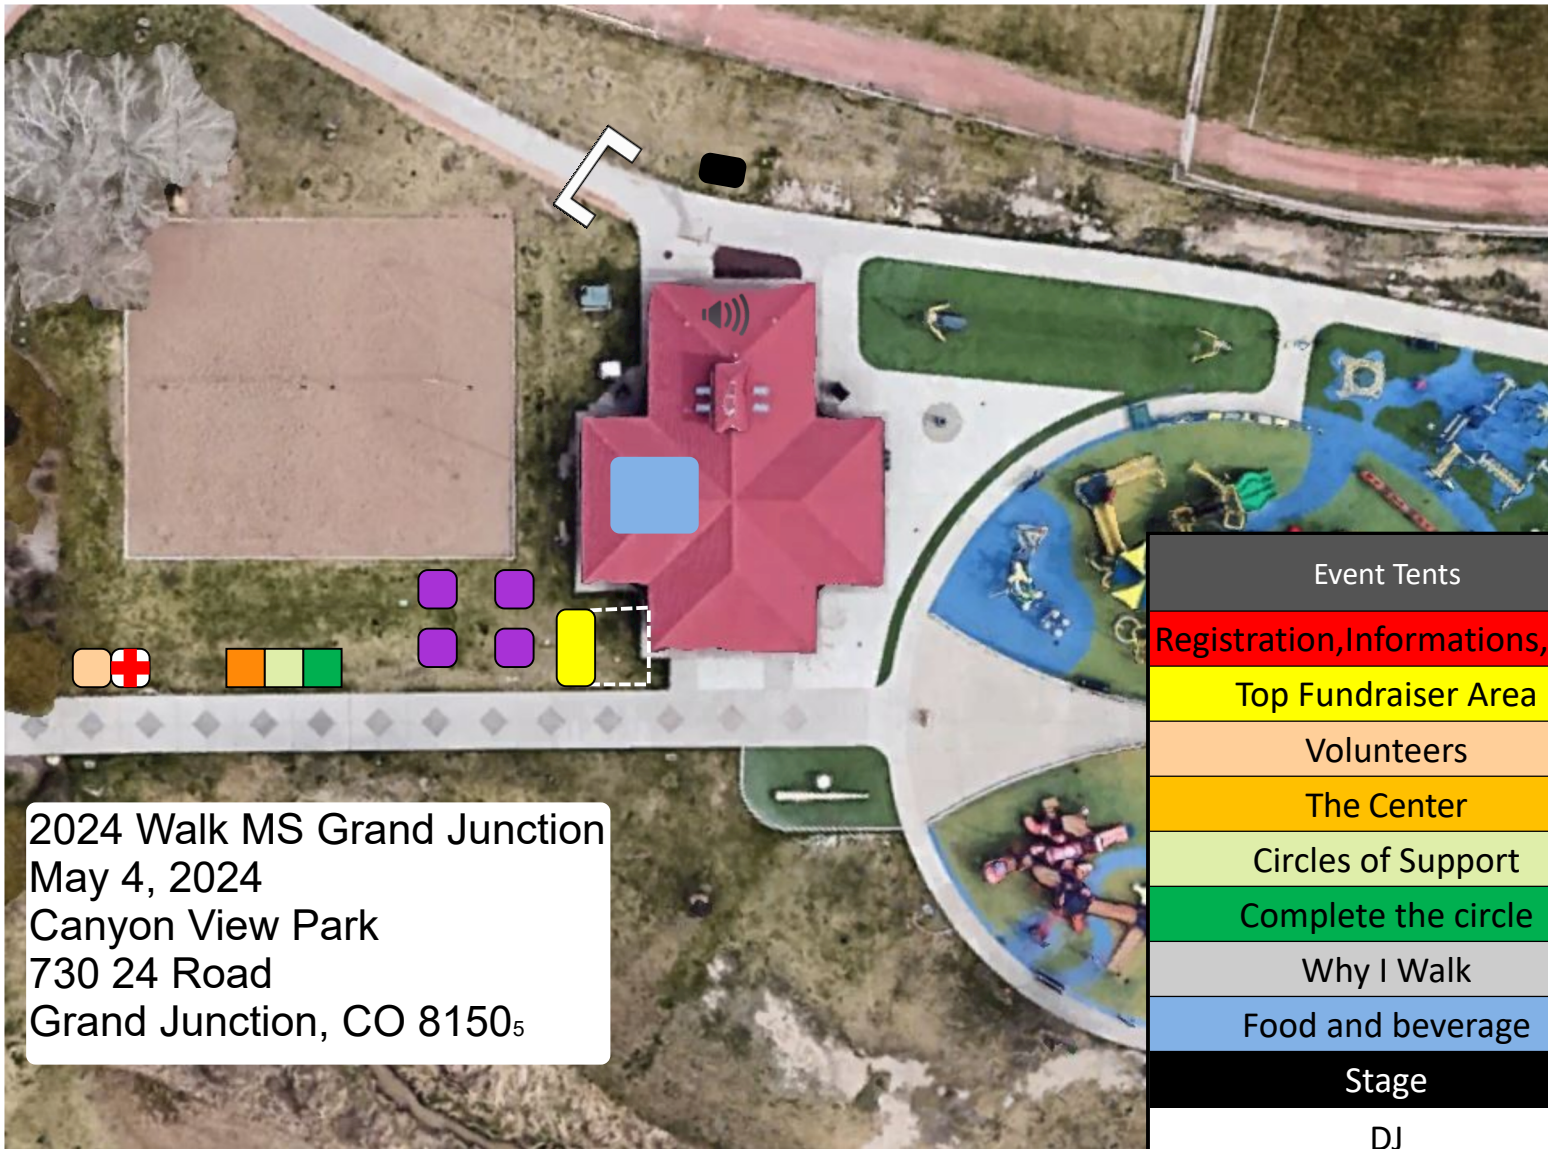 2024 Walk MS Grand Junction
May 4, 2024
Canyon View Park
730 24 Road
Grand Junction, CO 81505
Event Tents
Registration,Informations,
Top Fundraiser Area
Volunteers
The Center
Circles of Support
Complete the circle
Why I Walk
Food and beverage
Stage
DJ